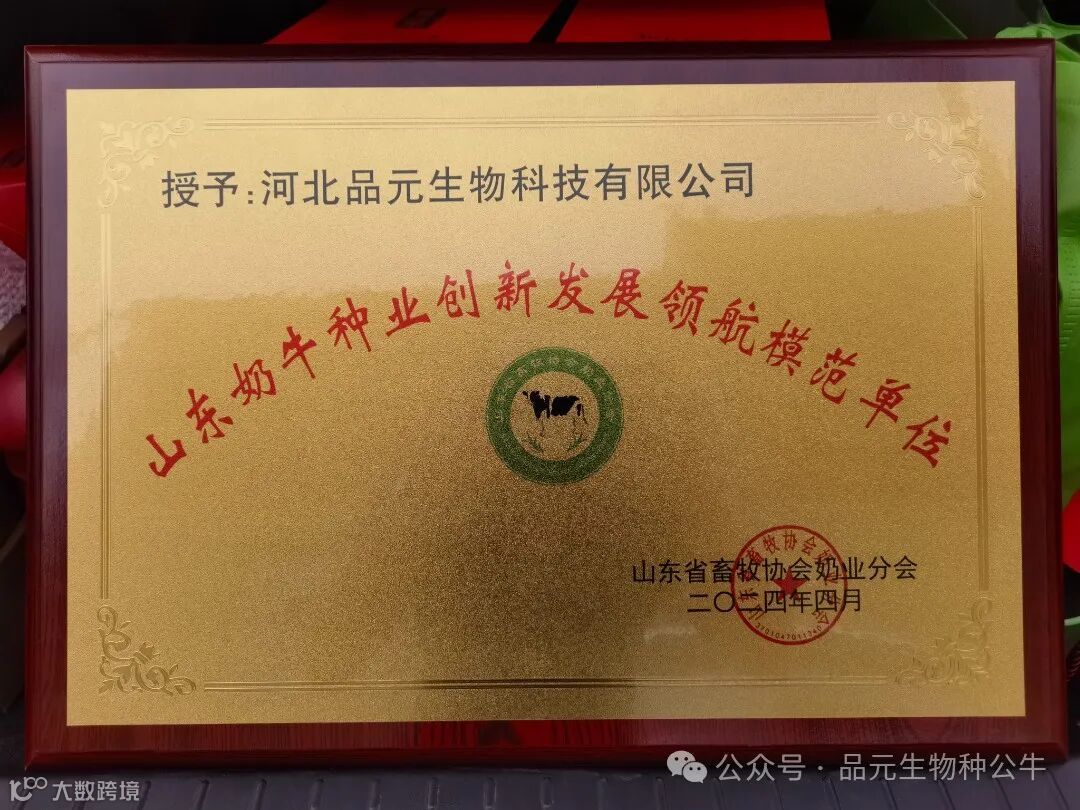 授予:河北品元生物科技有限公司
山东奶牛种业创新发展领航模范单位
山东省畜牧协会奶业分会
二〇二四年四月
公众号·品元生物种公牛
大数跨境